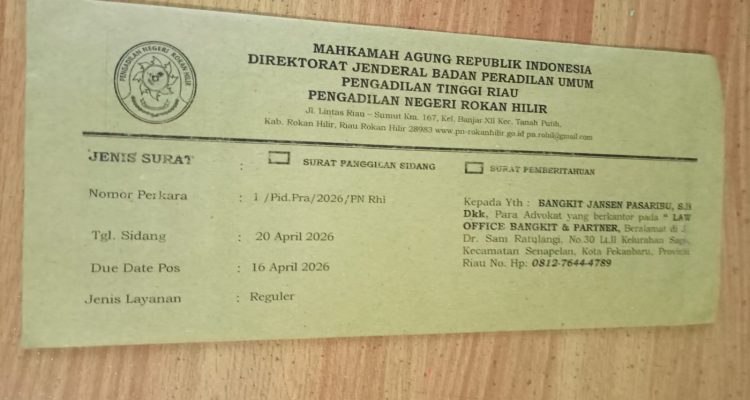 PENGADILAN NEGERI ROKAN HILIR
MAHKAMAH AGUNG REPUBLIK INDONESIA
DIREKTORAT JENDERAL BADAN PERADILAN UMUM
PENGADILAN TINGGI RIAU
PENGADILAN NEGERI ROKAN HILIR
Jl. Lintas Riau – Sumut Km. 167, Kel. Banjar XII Kec. Tanah Putih,
Kab. Rokan Hilir, Riau Rokan Hilir 28983 www.pn-rokanhilir.go.id pn.rohil@gmail.com
JENIS SURAT : SURAT PANGGILAN SIDANG SURAT PEMBERITAHUAN
Nomor Perkara : 1 /Pid.Pra/2026/PN Rhl
Tgl. Sidang : 20 April 2026
Due Date Pos : 16 April 2026
Jenis Layanan : Reguler
Kepada Yth : BANGKIT JANSEN PASARIBU, S.H
Dkk, Para Advokat yang berkantor pada " LAW
OFFICE BANGKIT & PARTNER, Beralamat di
Dr. Sam Ratulangi, No.30 Lt.II Kelurahan
Kecamatan Senapelan, Kota Pekanbaru, Provinsi
Riau No. Hp. 0812-7644-4789